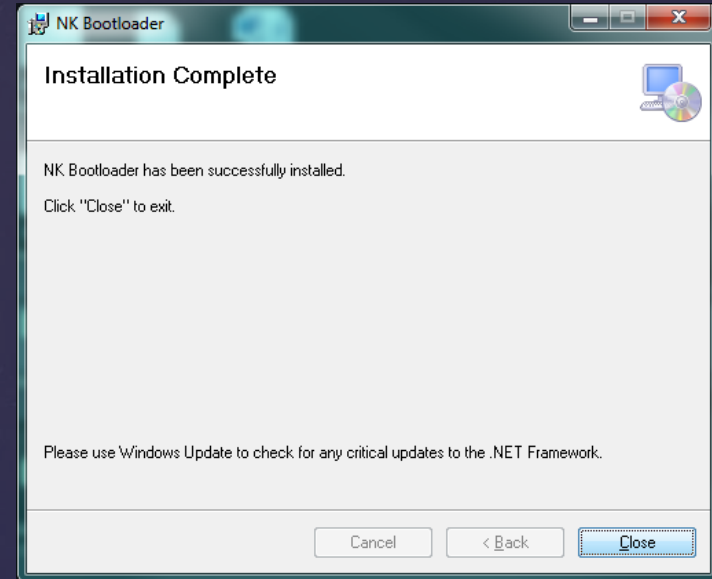 NK Bootloader
Installation Complete
NK Bootloader has been successfully installed.
Click "Close" to exit.
Please use Windows Update to check for any critical updates to the .NET Framework.
Cancel
< Back
Close